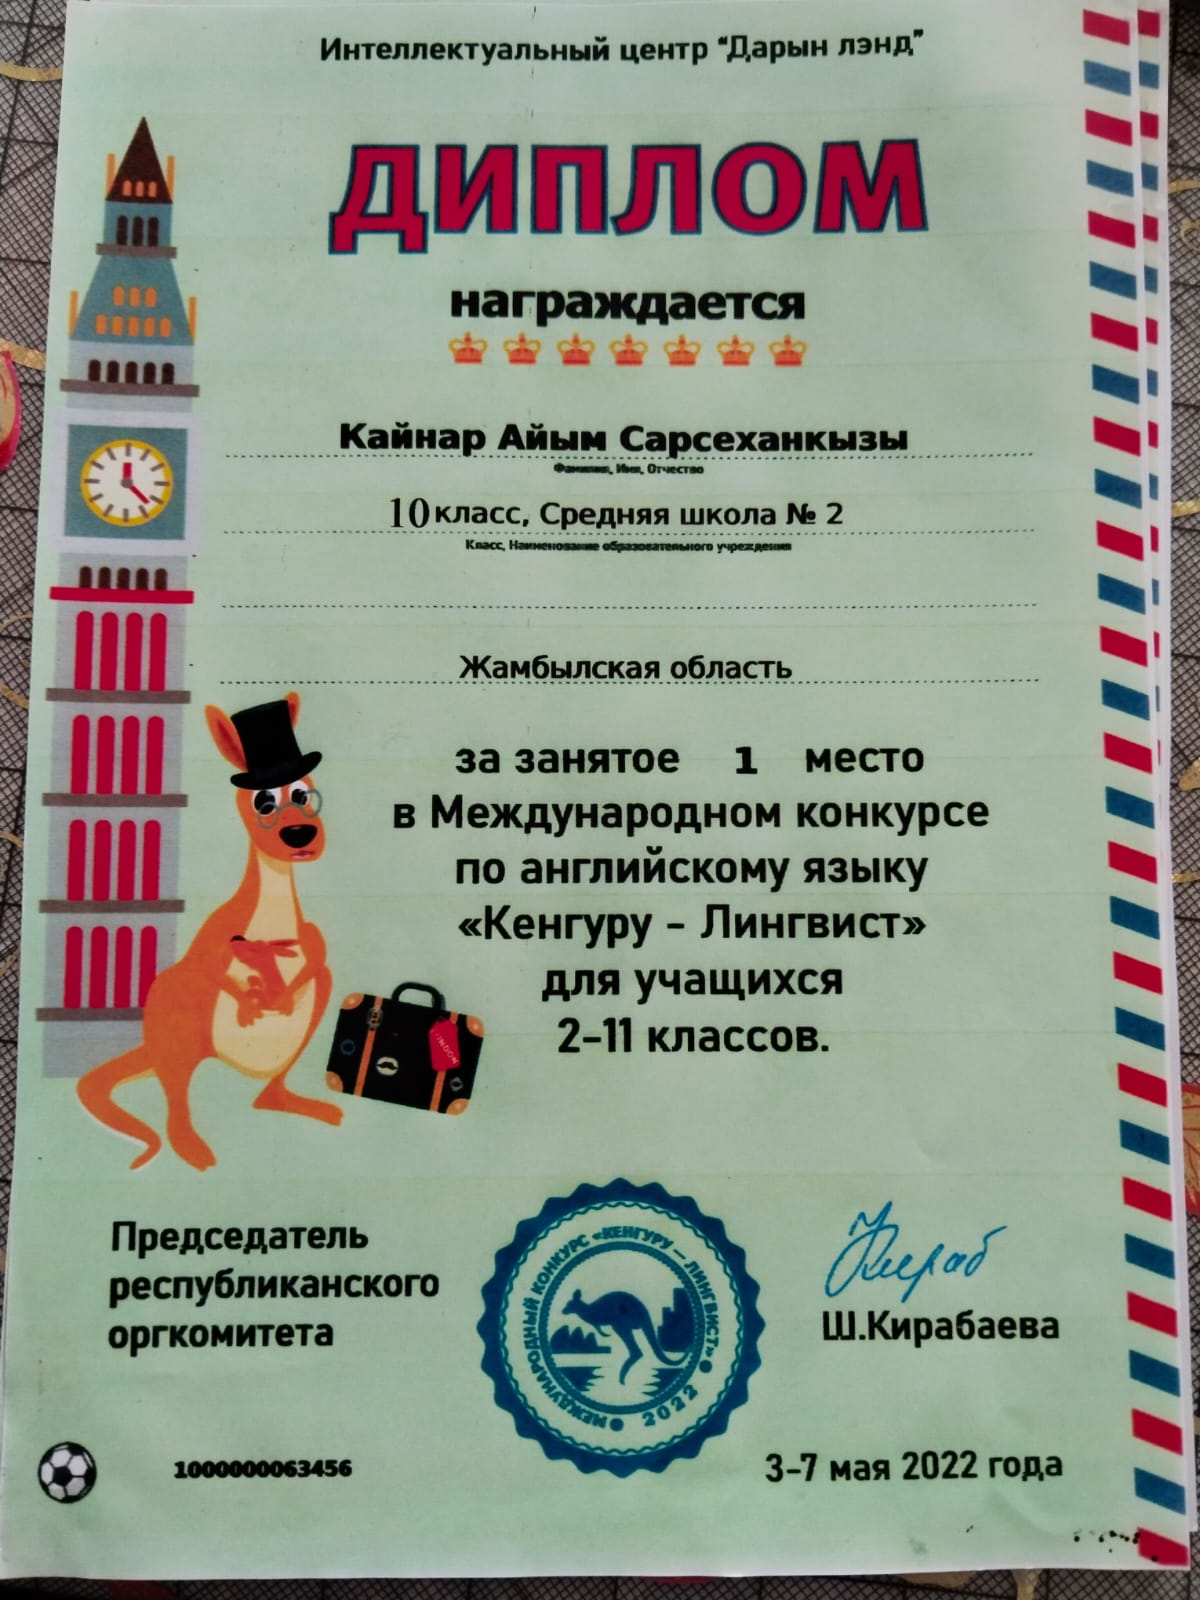 Интеллектуальный центр “Дарын лэнд”
ДИПЛОМ
награждается
Кайнар Айым Сарсеханкызы
Фамилия, Имя, Отчество
10 класс, Средняя школа № 2
Класс, Наименование образовательного учреждения
Жамбылская область
за занятое 1 место
в Международном конкурсе
по английскому языку
«Кенгуру – Лингвист»
для учащихся
2–11 классов.
Председатель
республиканского
оргкомитета
МЕЖДУНАРОДНЫЙ КОНКУРС «КЕНГУРУ – ЛИНГВИСТ»
2022
Ш.Кирабаева
1000000063456
3–7 мая 2022 года